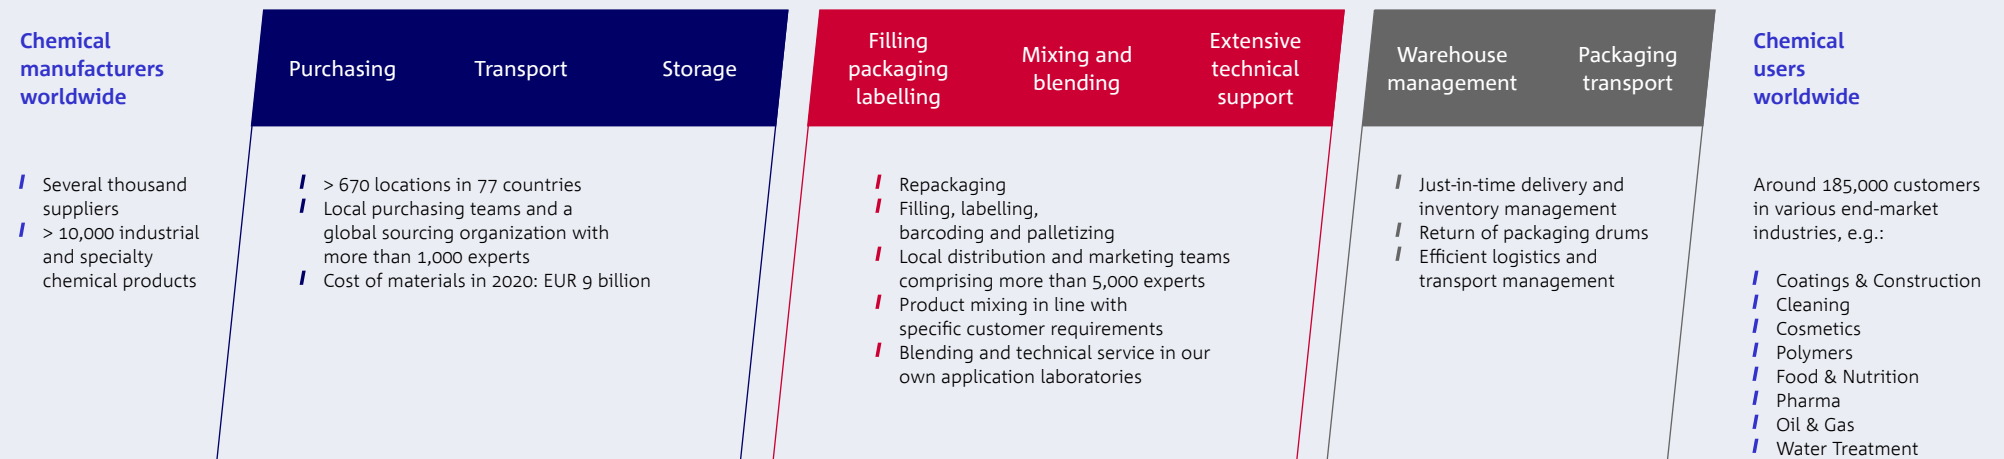 Chemical
manufacturers
worldwide
Several thousand
suppliers
> 10,000 industrial
and specialty
chemical products
Purchasing
Transport
Storage
> 670 locations in 77 countries
Local purchasing teams and a
global sourcing organization with
more than 1,000 experts
Cost of materials in 2020: EUR 9 billion
Filling
packaging
labelling
Mixing and
blending
Extensive
technical
support
Repackaging
Filling, labelling,
barcoding and palletizing
Local distribution and marketing teams
comprising more than 5,000 experts
Product mixing in line with
specific customer requirements
Blending and technical service in our
own application laboratories
Warehouse
management
Packaging
transport
Just-in-time delivery and
inventory management
Return of packaging drums
Efficient logistics and
transport management
Chemical
users
worldwide
Around 185,000 customers
in various end-market
industries, e.g.:
Coatings & Construction
Cleaning
Cosmetics
Polymers
Food & Nutrition
Pharma
Oil & Gas
Water Treatment